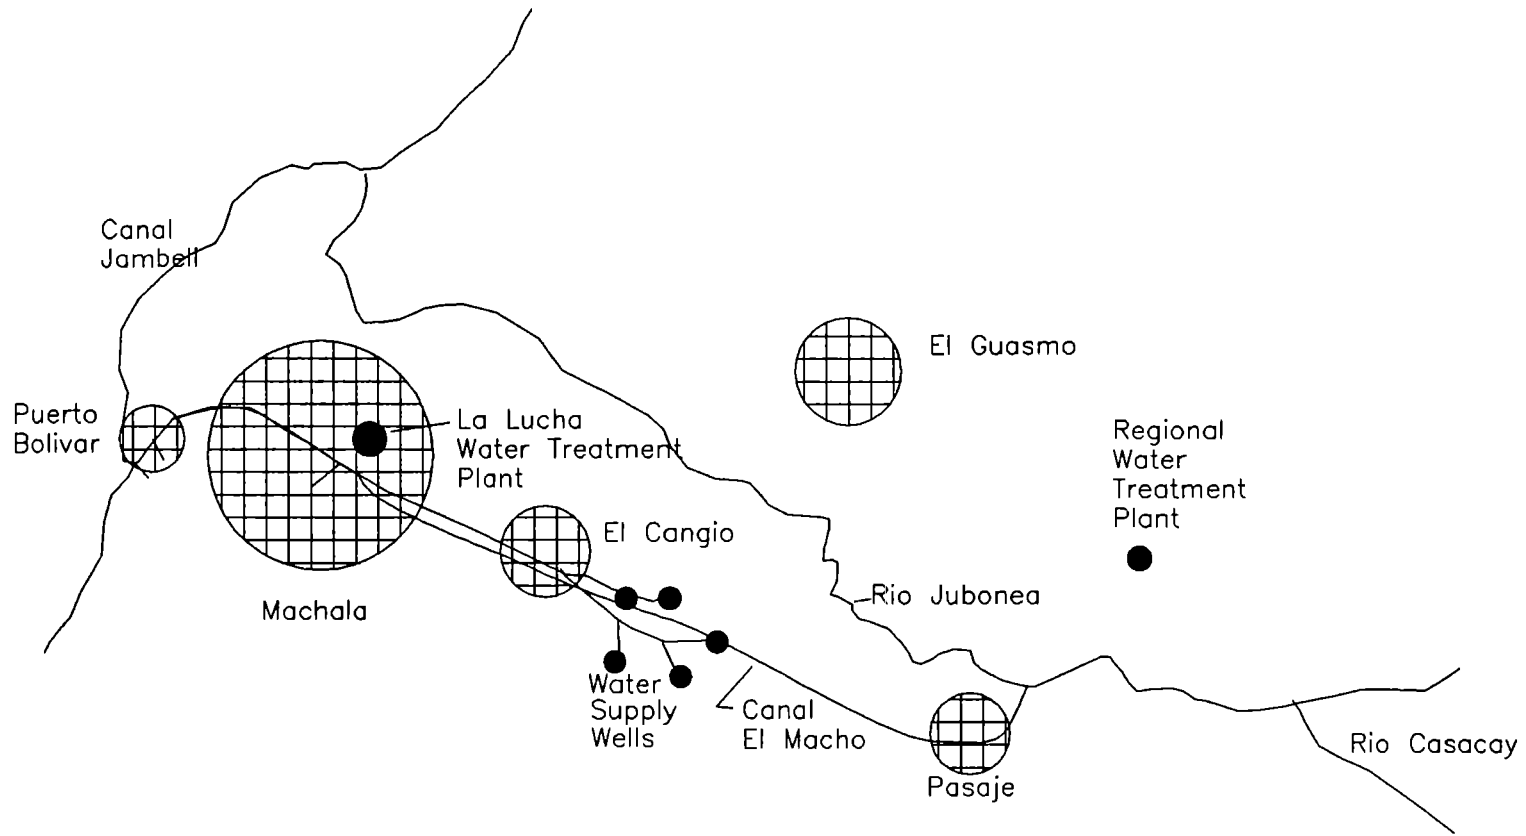 Canal
Jambell
El Guasmo
Puerto
Bolivar
La Lucha
Water Treatment
Plant
Regional
Water
Treatment
Plant
El Cangio
Rio Jubonea
Machala
Water
Supply
Wells
Canal
El Macho
Rio Casacay
Pasaje